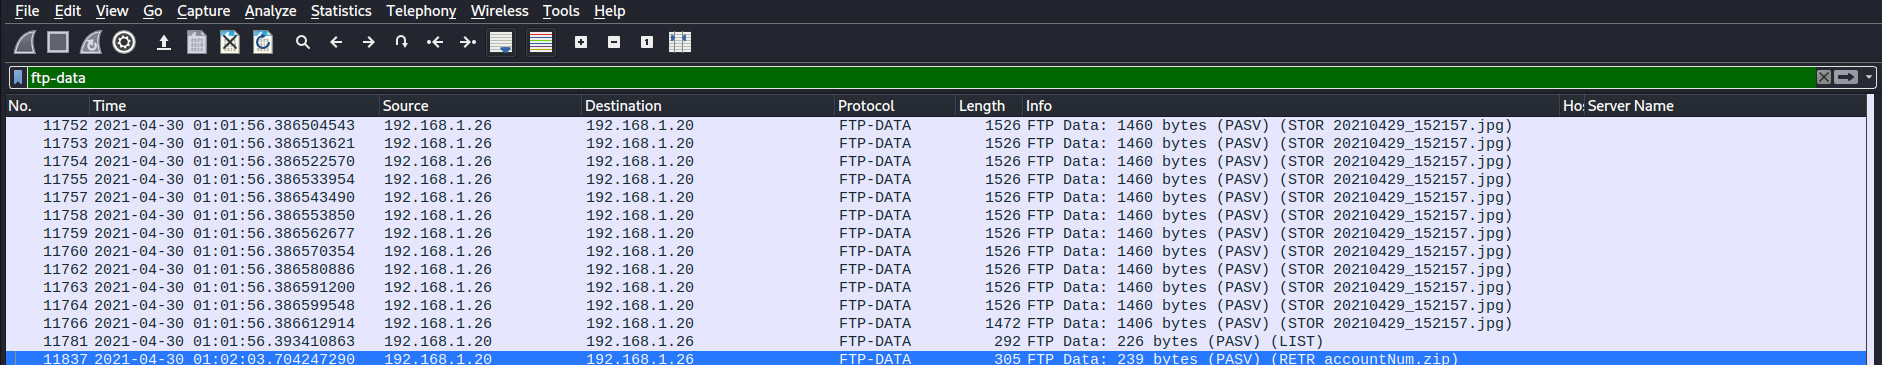 File Edit View Go Capture Analyze Statistics Telephony Wireless Tools Help
ftp-data
No. Time Source Destination Protocol Length Info Ho: Server Name
11752 2021-04-30 01:01:56.386504543 192.168.1.26 192.168.1.20 FTP-DATA 1526 FTP Data: 1460 bytes (PASV) (STOR 20210429_152157.jpg)
11753 2021-04-30 01:01:56.386513621 192.168.1.26 192.168.1.20 FTP-DATA 1526 FTP Data: 1460 bytes (PASV) (STOR 20210429_152157.jpg)
11754 2021-04-30 01:01:56.386522570 192.168.1.26 192.168.1.20 FTP-DATA 1526 FTP Data: 1460 bytes (PASV) (STOR 20210429_152157.jpg)
11755 2021-04-30 01:01:56.386533954 192.168.1.26 192.168.1.20 FTP-DATA 1526 FTP Data: 1460 bytes (PASV) (STOR 20210429_152157.jpg)
11757 2021-04-30 01:01:56.386543490 192.168.1.26 192.168.1.20 FTP-DATA 1526 FTP Data: 1460 bytes (PASV) (STOR 20210429_152157.jpg)
11758 2021-04-30 01:01:56.386553850 192.168.1.26 192.168.1.20 FTP-DATA 1526 FTP Data: 1460 bytes (PASV) (STOR 20210429_152157.jpg)
11759 2021-04-30 01:01:56.386562677 192.168.1.26 192.168.1.20 FTP-DATA 1526 FTP Data: 1460 bytes (PASV) (STOR 20210429_152157.jpg)
11760 2021-04-30 01:01:56.386570354 192.168.1.26 192.168.1.20 FTP-DATA 1526 FTP Data: 1460 bytes (PASV) (STOR 20210429_152157.jpg)
11762 2021-04-30 01:01:56.386580886 192.168.1.26 192.168.1.20 FTP-DATA 1526 FTP Data: 1460 bytes (PASV) (STOR 20210429_152157.jpg)
11763 2021-04-30 01:01:56.386591200 192.168.1.26 192.168.1.20 FTP-DATA 1526 FTP Data: 1460 bytes (PASV) (STOR 20210429_152157.jpg)
11764 2021-04-30 01:01:56.386599548 192.168.1.26 192.168.1.20 FTP-DATA 1526 FTP Data: 1460 bytes (PASV) (STOR 20210429_152157.jpg)
11766 2021-04-30 01:01:56.386612914 192.168.1.26 192.168.1.20 FTP-DATA 1472 FTP Data: 1406 bytes (PASV) (STOR 20210429_152157.jpg)
11781 2021-04-30 01:01:56.393410863 192.168.1.20 192.168.1.26 FTP-DATA 292 FTP Data: 226 bytes (PASV) (LIST)
11837 2021-04-30 01:02:03.704247290 192.168.1.20 192.168.1.26 FTP-DATA 305 FTP Data: 239 bytes (PASV) (RETR accountNum.zip)